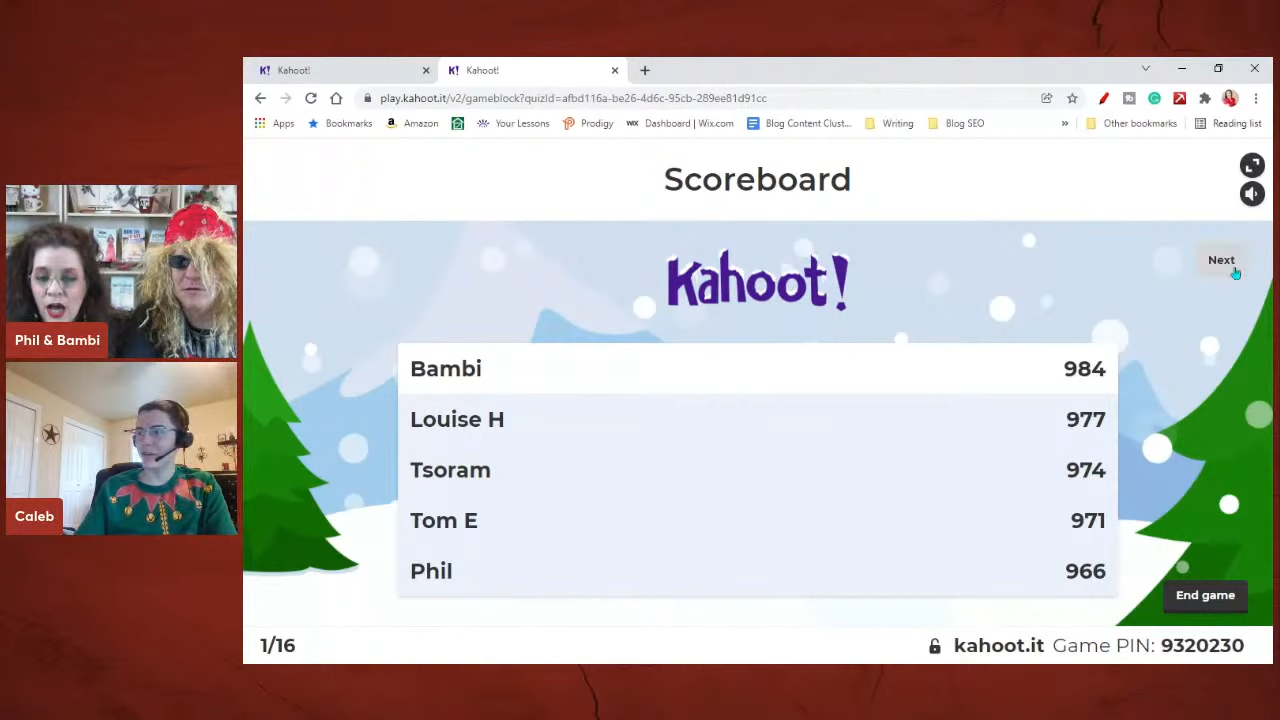 Kahoot!
Kahoot!
play.kahoot.it/v2/gameblock?quizId=afbd116a-be26-4d6c-95cb-289ee81d91cc
Apps
Bookmarks
Amazon
Your Lessons
Prodigy
WIX Dashboard | Wix.com
Blog Content Clust...
Writing
Blog SEO
»
Other bookmarks
Reading list
Scoreboard
Kahoot!
Next
Bambi 984
Louise H 977
Tsoram 974
Tom E 971
Phil 966
End game
1/16
kahoot.it Game PIN: 9320230
Phil & Bambi
Caleb